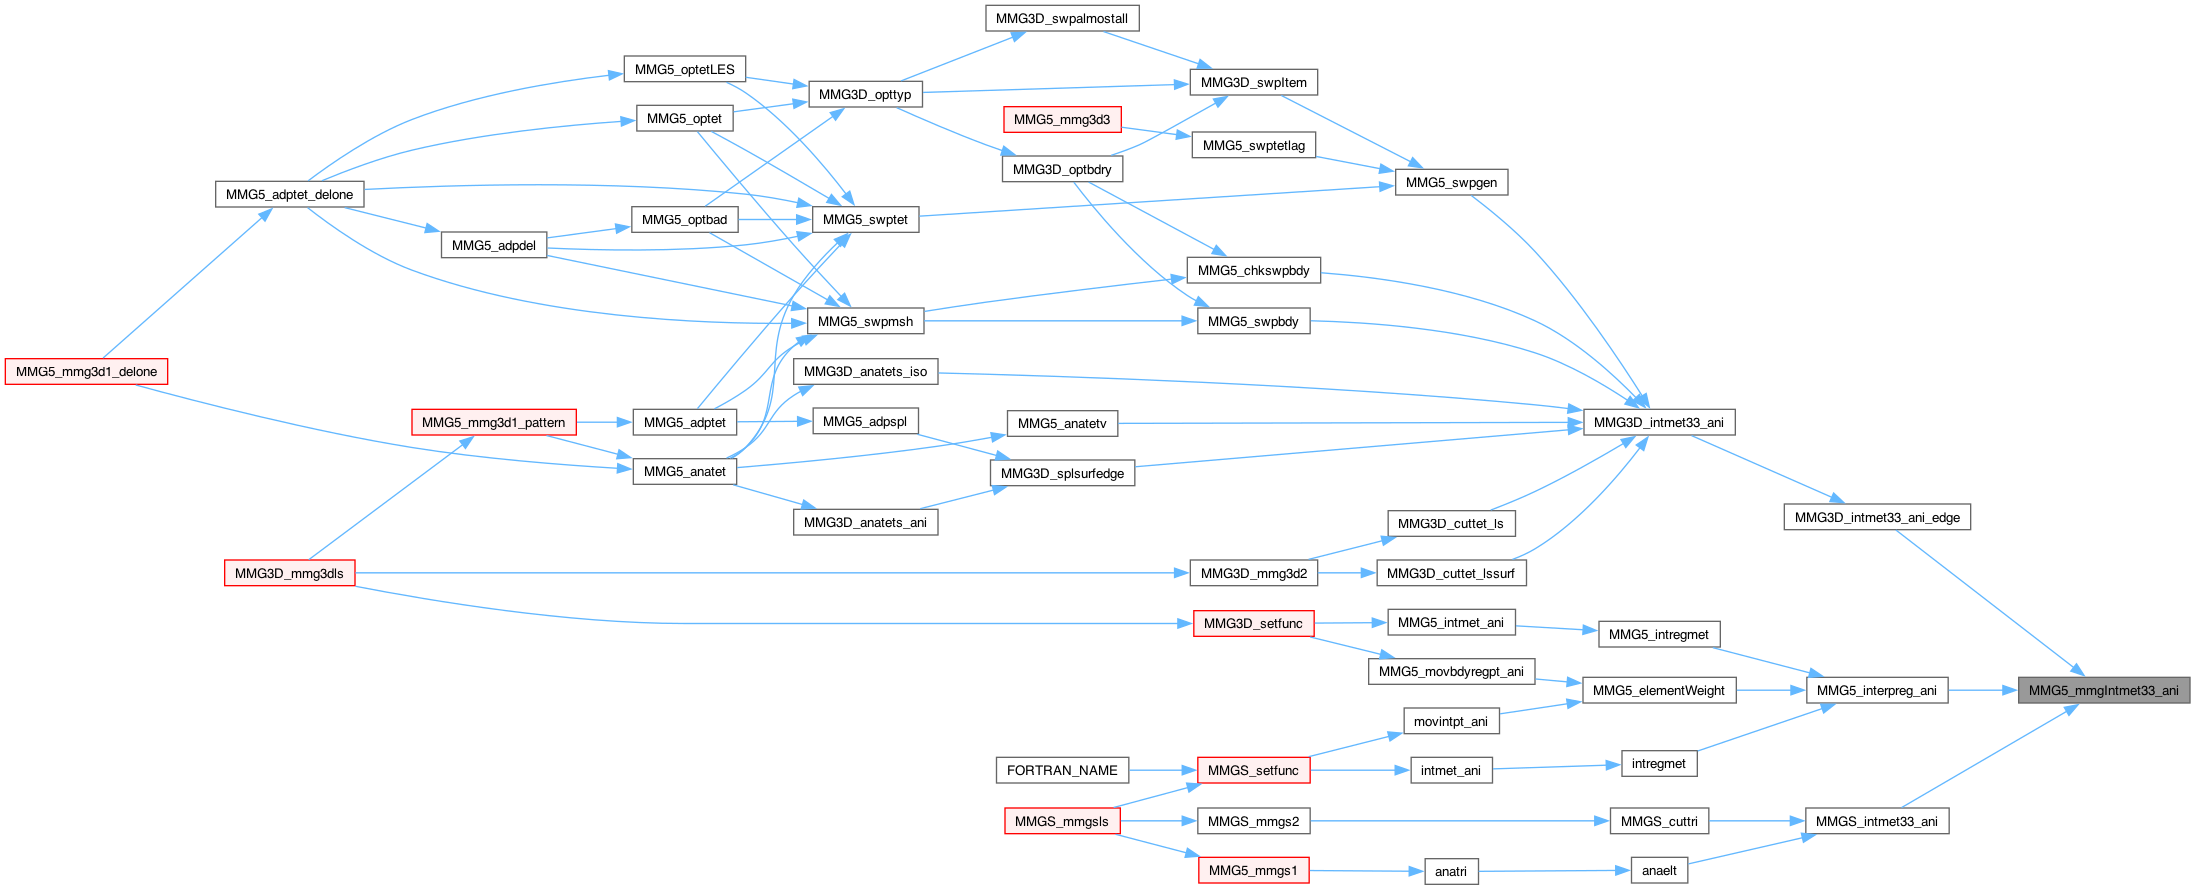 MMG3D_swpalmostall
MMG5_optetLES
MMG3D_opttyp
MMG3D_swpItem
MMG5_optet
MMG5_mmg3d3
MMG5_swptetlag
MMG3D_optbdry
MMG5_swpgen
MMG5_adptet_delone
MMG5_optbad
MMG5_swptet
MMG5_adpdel
MMG5_chkswpbdy
MMG5_swpmsh
MMG5_swpbdy
MMG5_mmg3d1_delone
MMG3D_anatets_iso
MMG5_mmg3d1_pattern
MMG5_adptet
MMG5_adpspl
MMG5_anatetv
MMG3D_intmet33_ani
MMG5_anatet
MMG3D_splsurfedge
MMG3D_anatets_ani
MMG3D_cuttet_ls
MMG3D_intmet33_ani_edge
MMG3D_mmg3dls
MMG3D_mmg3d2
MMG3D_cuttet_lssurf
MMG3D_setfunc
MMG5_intmet_ani
MMG5_intregmet
MMG5_movbdyregpt_ani
MMG5_elementWeight
MMG5_interpreg_ani
MMG5_mmgIntmet33_ani
movintpt_ani
FORTRAN_NAME
MMGS_setfunc
intmet_ani
intregmet
MMGS_mmgsls
MMGS_mmgs2
MMGS_cuttri
MMGS_intmet33_ani
MMG5_mmgs1
anatri
anaelt